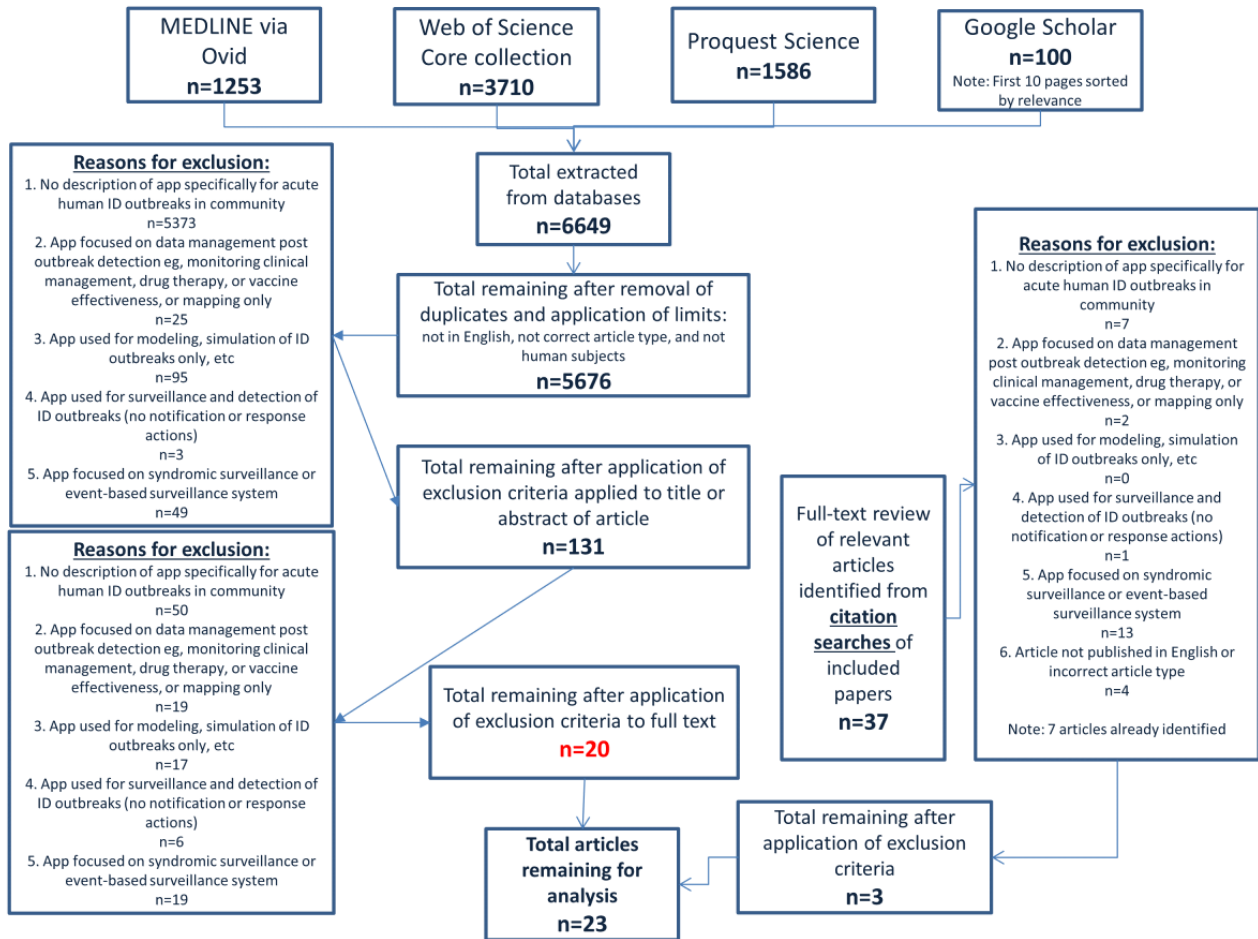 MEDLINE via
Ovid
n=1253
Web of Science
Core collection
n=3710
Proquest Science
n=1586
Google Scholar
n=100
Note: First 10 pages sorted
by relevance
Total extracted
from databases
n=6649
Reasons for exclusion:
1. No description of app specifically for acute
human ID outbreaks in community
n=5373
2. App focused on data management post
outbreak detection eg, monitoring clinical
management, drug therapy, or vaccine
effectiveness, or mapping only
n=25
3. App used for modeling, simulation of ID
outbreaks only, etc
n=95
4. App used for surveillance and detection of
ID outbreaks (no notification or response
actions)
n=3
5. App focused on syndromic surveillance or
event-based surveillance system
n=49
Total remaining after removal of
duplicates and application of limits:
not in English, not correct article type, and not
human subjects
n=5676
Total remaining after application of
exclusion criteria applied to title or
abstract of article
n=131
Reasons for exclusion:
1. No description of app specifically for acute
human ID outbreaks in community
n=50
2. App focused on data management post
outbreak detection eg, monitoring clinical
management, drug therapy, or vaccine
effectiveness, or mapping only
n=19
3. App used for modeling, simulation of ID
outbreaks only, etc
n=17
4. App used for surveillance and detection of
ID outbreaks (no notification or response
actions)
n=6
5. App focused on syndromic surveillance or
event-based surveillance system
n=19
Total remaining after application
of exclusion criteria to full text
n=20
Full-text review
of relevant
articles
identified from
citation
searches of
included
papers
n=37
Reasons for exclusion:
1. No description of app specifically for
acute human ID outbreaks in
community
n=7
2. App focused on data management
post outbreak detection eg, monitoring
clinical management, drug therapy, or
vaccine effectiveness, or mapping only
n=2
3. App used for modeling, simulation
of ID outbreaks only, etc
n=0
4. App used for surveillance and
detection of ID outbreaks (no
notification or response actions)
n=1
5. App focused on syndromic
surveillance or event-based
surveillance system
n=13
6. Article not published in English or
incorrect article type
n=4
Note: 7 articles already identified
Total remaining after
application of exclusion
criteria
n=3
Total articles
remaining for
analysis
n=23